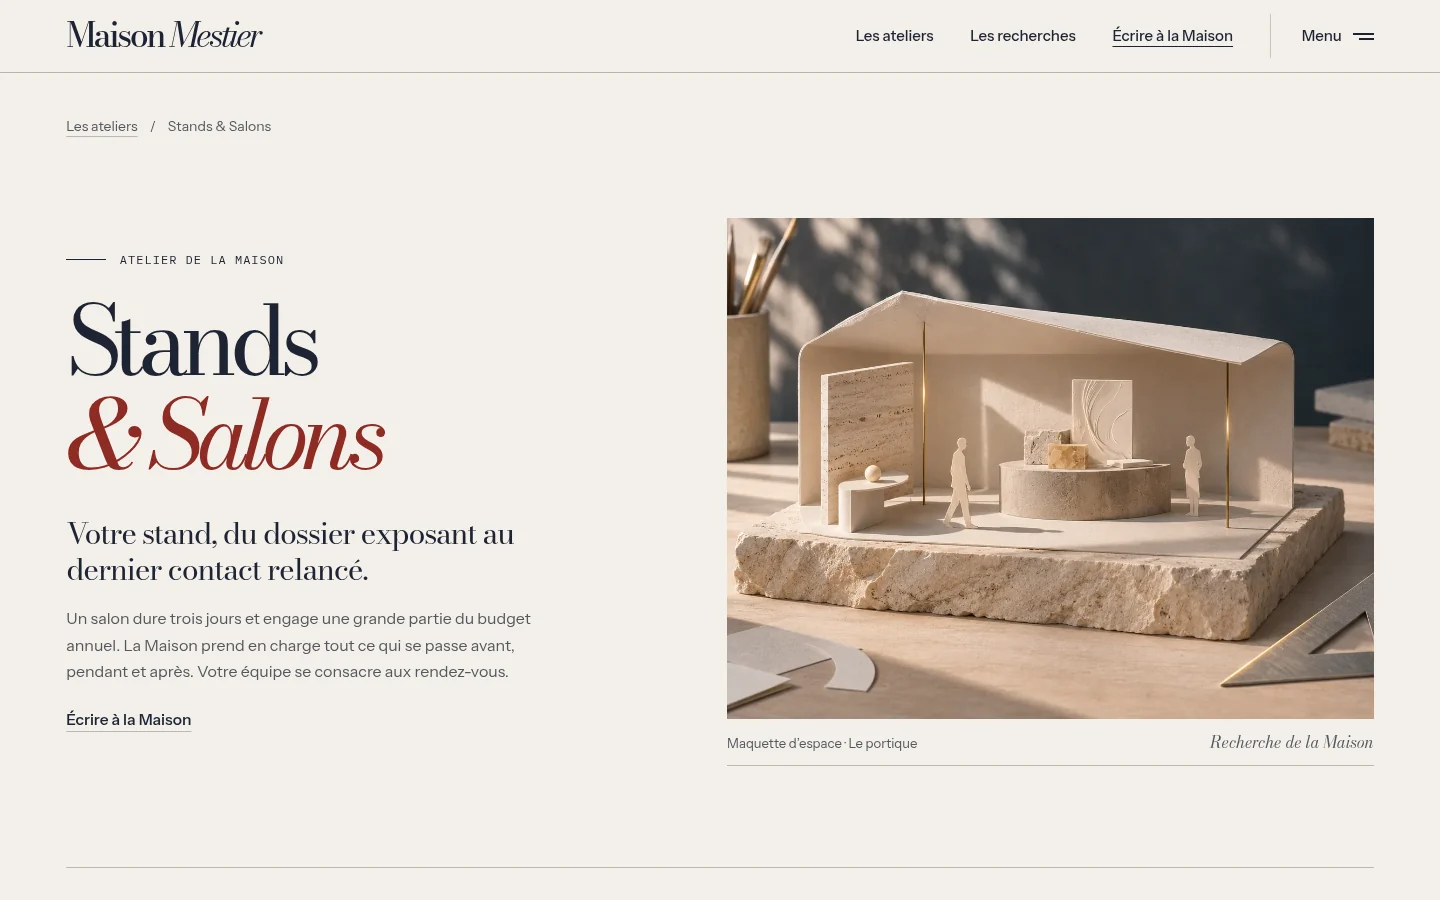 Maison Mestier
Les ateliers
Les recherches
Écrire à la Maison
Menu
Les ateliers / Stands & Salons
ATELIER DE LA MAISON
Stands
& Salons
Votre stand, du dossier exposant au
dernier contact relancé.
Un salon dure trois jours et engage une grande partie du budget
annuel. La Maison prend en charge tout ce qui se passe avant,
pendant et après. Votre équipe se consacre aux rendez-vous.
Écrire à la Maison
Maquette d’espace · Le portique
Recherche de la Maison